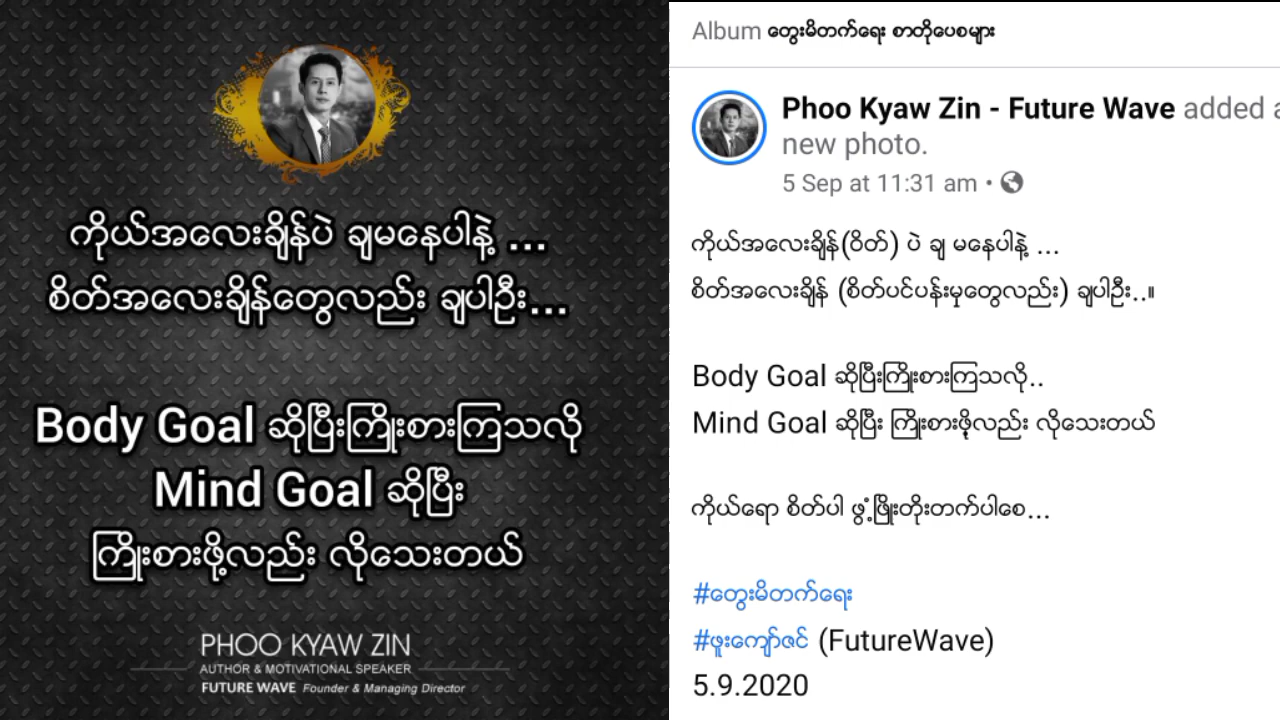 ကိုယ်အလေးချိန်ပဲ ချမနေပါနဲ့ ...
စိတ်အလေးချိန်တွေလည်း ချပါဦး...
Body Goal ဆိုပြီးကြိုးစားကြသလို
Mind Goal ဆိုပြီး
ကြိုးစားဖို့လည်း လိုသေးတယ်
PHOO KYAW ZIN
AUTHOR & MOTIVATIONAL SPEAKER
FUTURE WAVE Founder & Managing Director
Album တွေးမိတက်ရေး စာတိုပေစများ
Phoo Kyaw Zin - Future Wave added a
new photo.
5 Sep at 11:31 am •
ကိုယ်အလေးချိန်(ဝိတ်) ပဲ ချ မနေပါနဲ့ ...
စိတ်အလေးချိန် (စိတ်ပင်ပန်းမှုတွေလည်း) ချပါဦး..။
Body Goal ဆိုပြီးကြိုးစားကြသလို..
Mind Goal ဆိုပြီး ကြိုးစားဖို့လည်း လိုသေးတယ်
ကိုယ်ရော စိတ်ပါ ဖွံ့ဖြိုးတိုးတက်ပါစေ...
#တွေးမိတက်ရေး
#ဖူးကျော်ဇင် (FutureWave)
5.9.2020